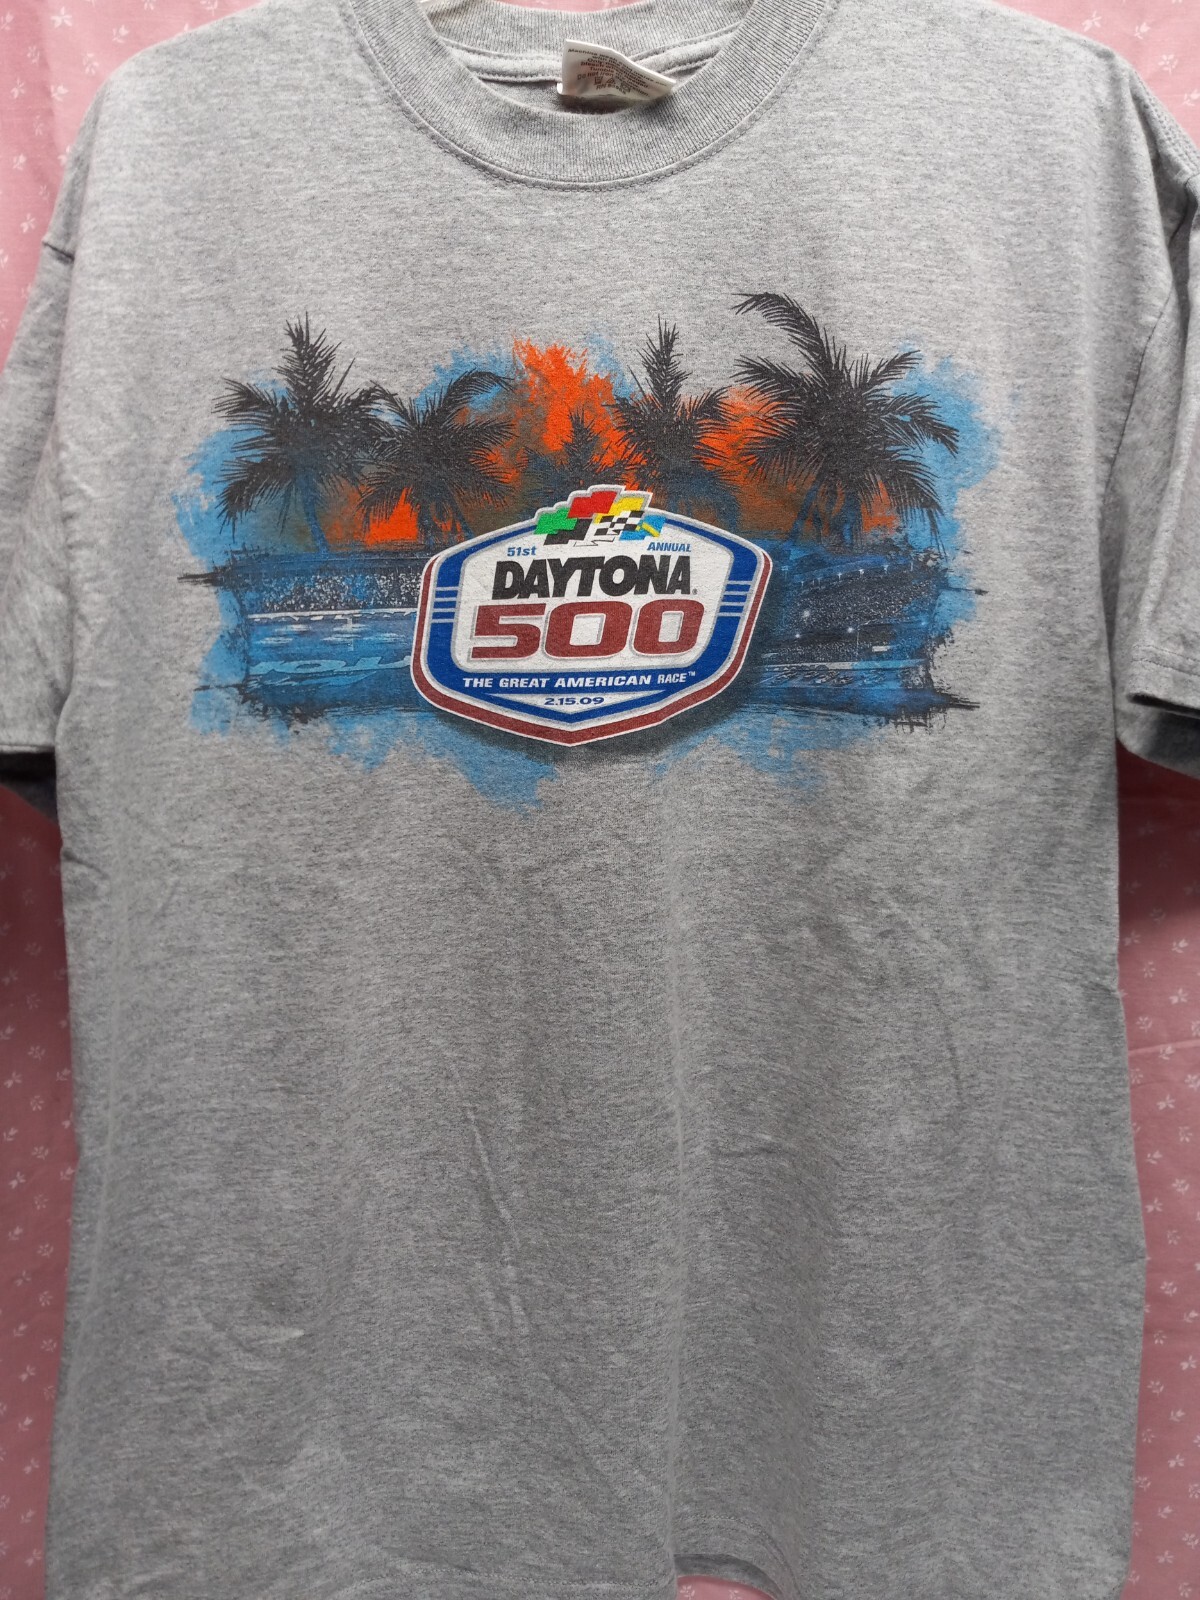 51st ANNUAL
DAYTONA®
500
THE GREAT AMERICAN RACE™
2.15.09